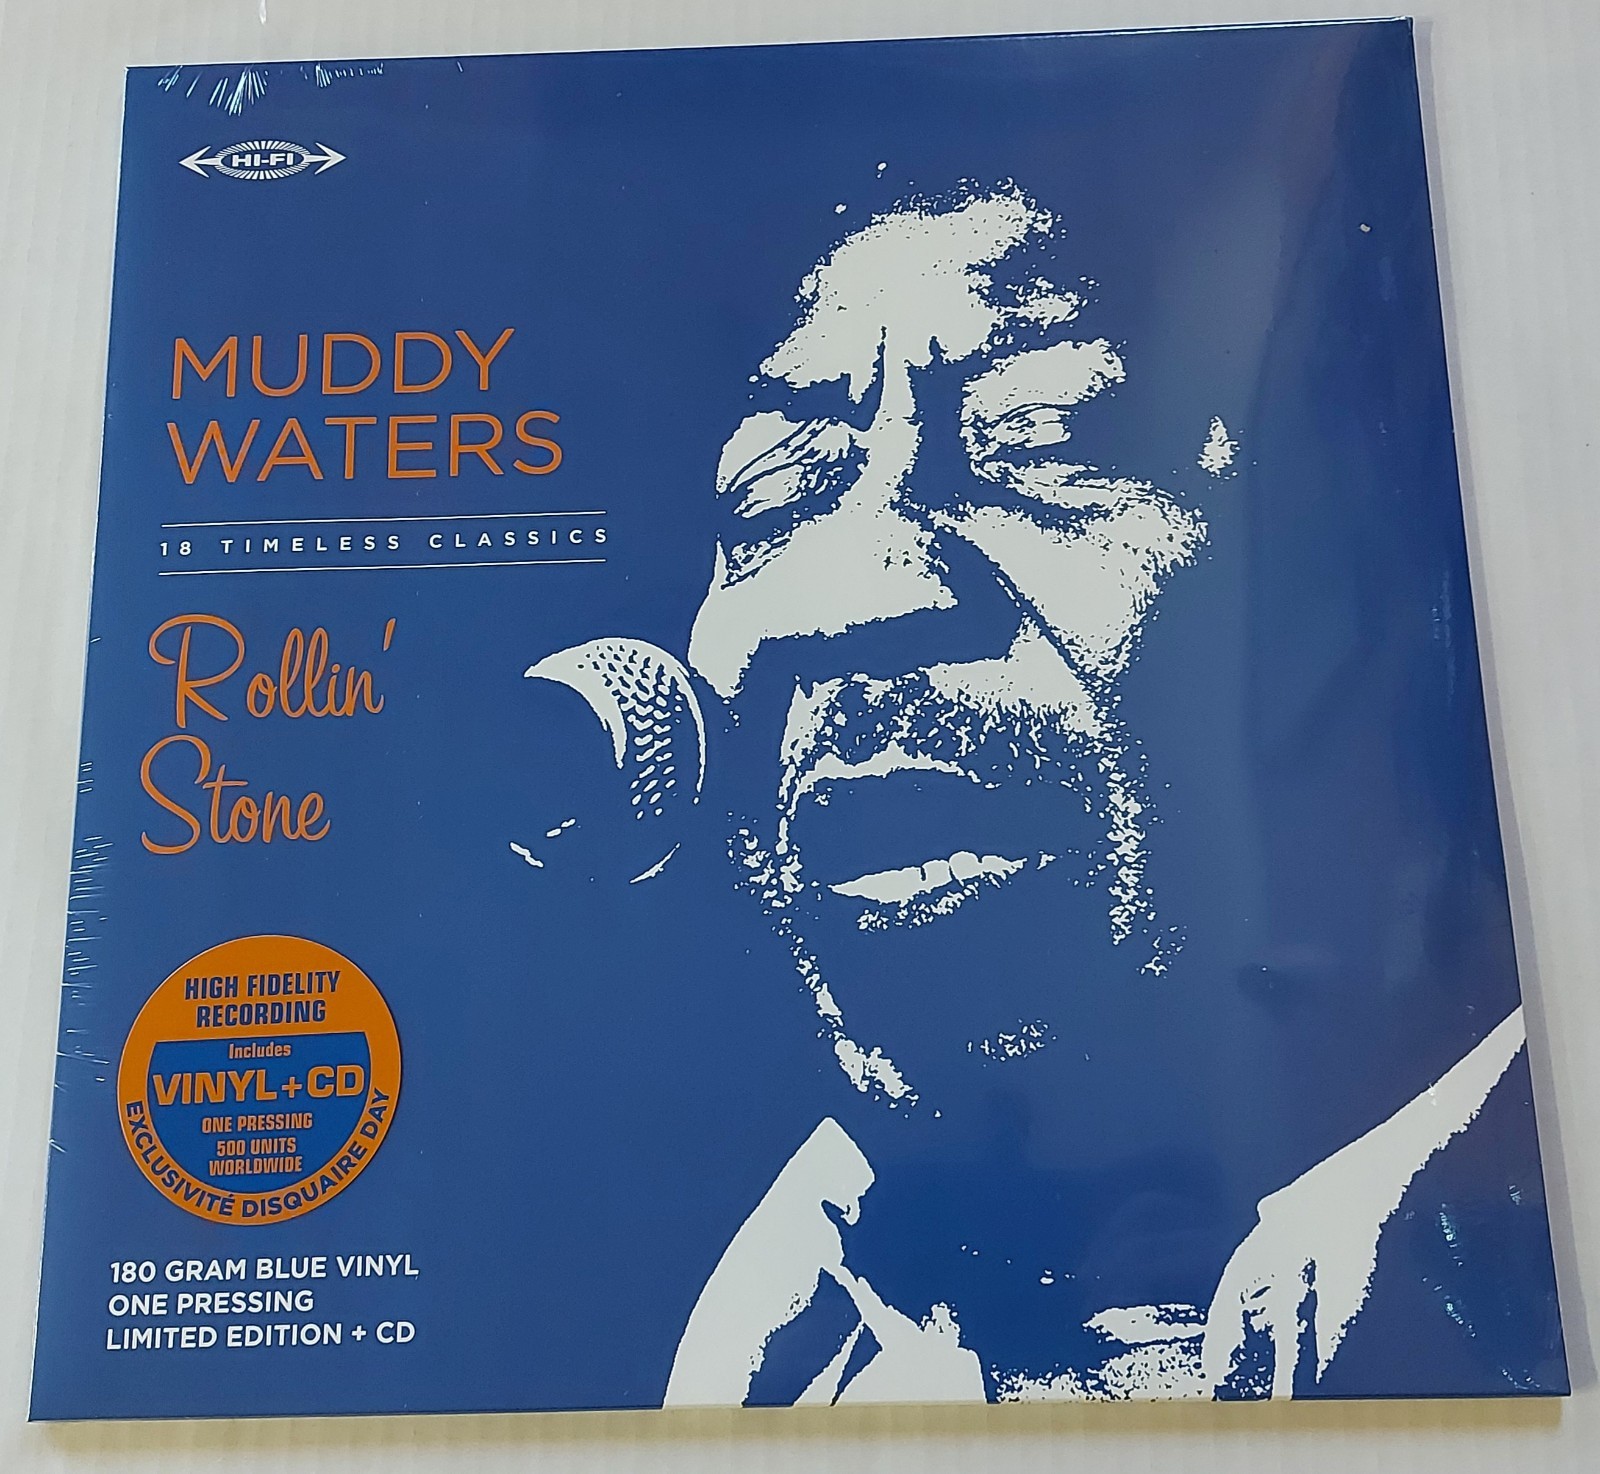 HI-FI
MUDDY
WATERS
18 TIMELESS CLASSICS
Rollin'
Stone
HIGH FIDELITY
RECORDING
Includes
VINYL+CD
ONE PRESSING
500 UNITS
WORLDWIDE
EXCLUSIVITÉ DISQUAIRE DAY
180 GRAM BLUE VINYL
ONE PRESSING
LIMITED EDITION + CD